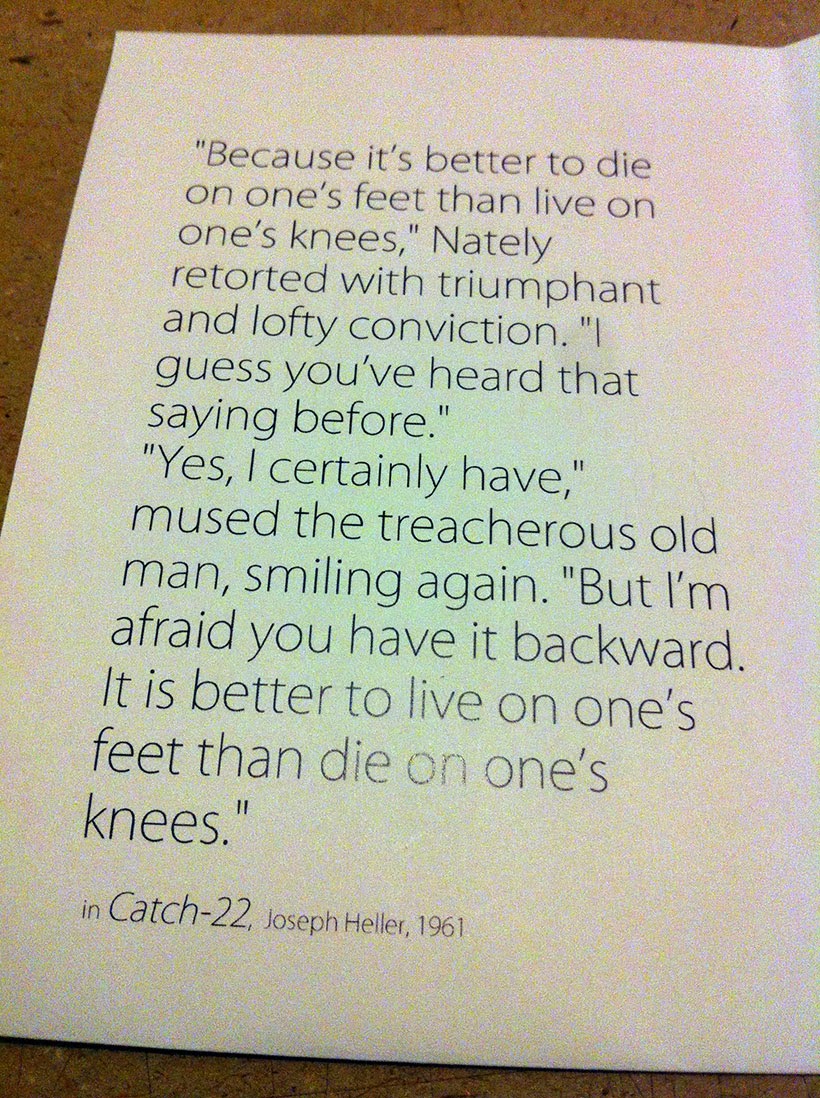 "Because it's better to die
on one's feet than live on
one's knees," Nately
retorted with triumphant
and lofty conviction. "I
guess you've heard that
saying before."
"Yes, I certainly have,"
mused the treacherous old
man, smiling again. "But I'm
afraid you have it backward.
It is better to live on one's
feet than die on one's
knees."
in Catch-22, Joseph Heller, 1961